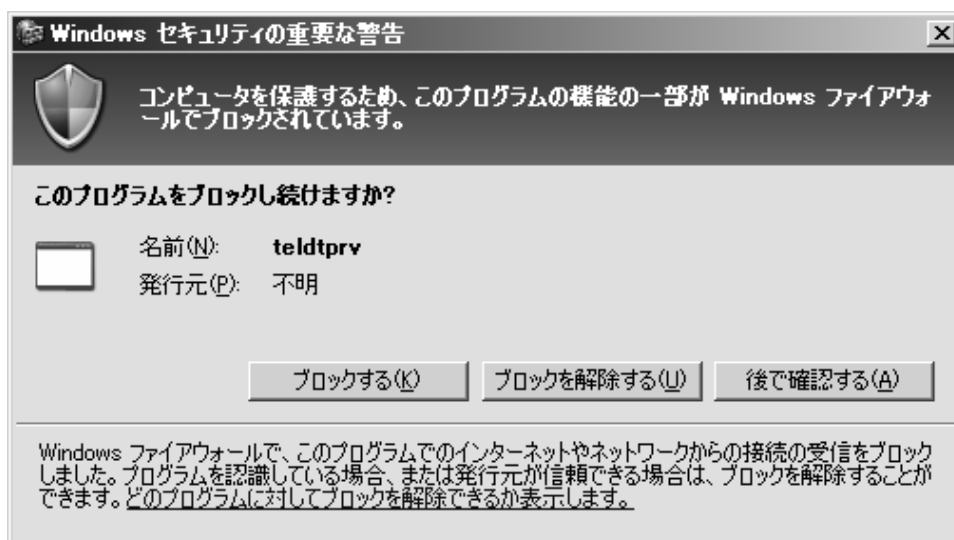 Windows セキュリティの重要な警告
コンピュータを保護するため、このプログラムの機能の一部が Windows ファイアウォ
ールでブロックされています。
このプログラムをブロックし続けますか?
名前(N): teldtprv
発行元(P): 不明
ブロックする(K) ブロックを解除する(U) 後で確認する(A)
Windows ファイアウォールで、このプログラムでのインターネットやネットワークからの接続の受信をブロック
しました。プログラムを認識している場合、または発行元が信頼できる場合は、ブロックを解除することが
できます。どのプログラムに対してブロックを解除できるか表示します。